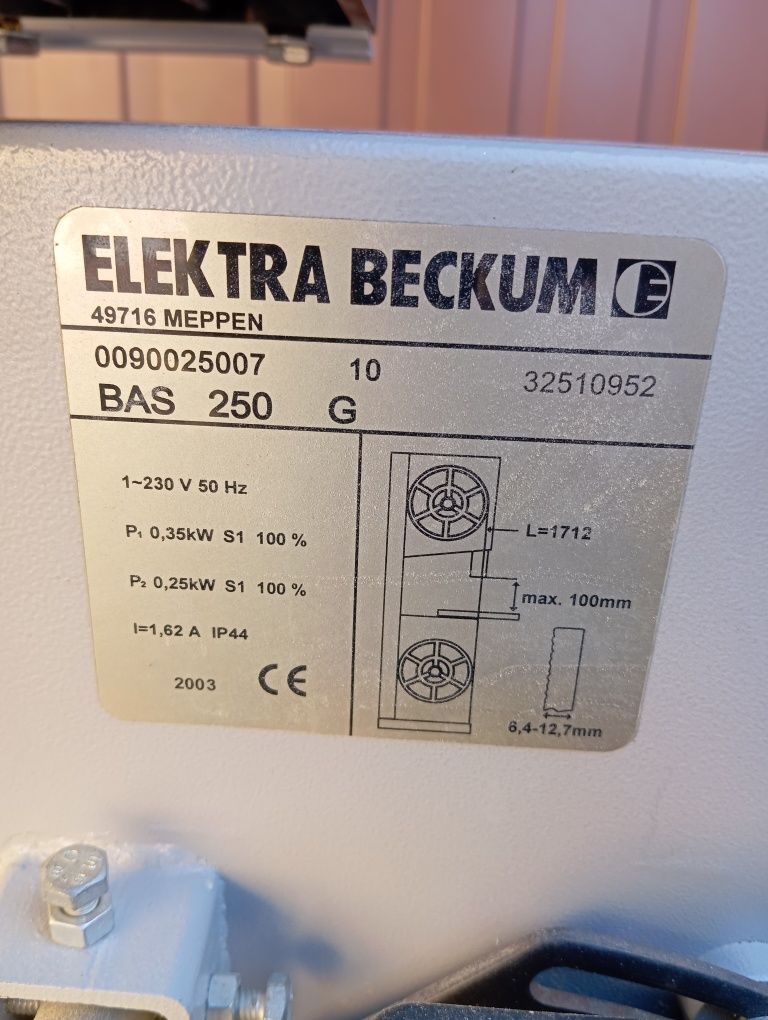 ELEKTRA BECKUM E
49716 MEPPEN
0090025007 10 32510952
BAS 250 G
1~230 V 50 Hz
P₁ 0,35kW S1 100 %
P₂ 0,25kW S1 100 %
I=1,62 A IP44
2003 CE
L=1712
max. 100mm
6,4-12,7mm